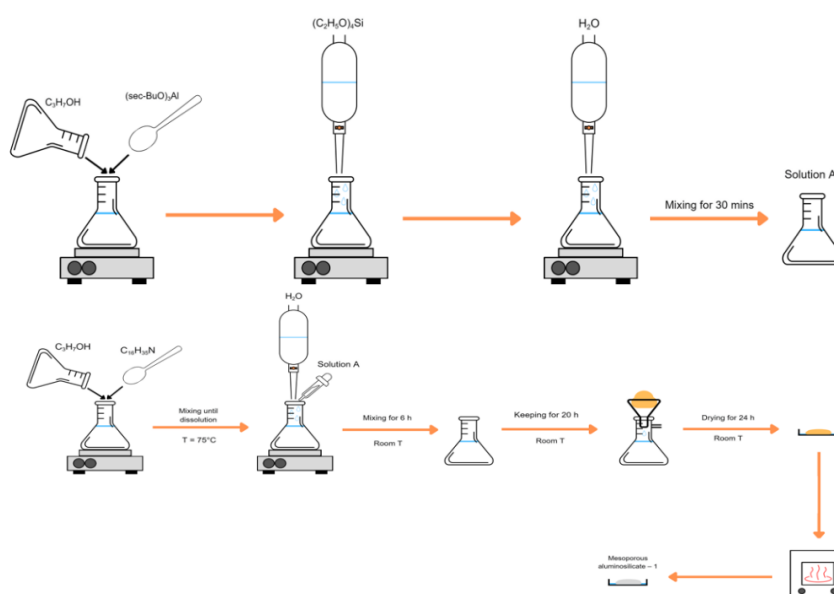 (C₂H₅O)₄Si
H₂O
C₃H₇OH
(sec-BuO)₃Al
Solution A
Mixing for 30 mins
H₂O
C₃H₇OH
C₁₆H₃₅N
Solution A
Mixing until
dissolution
T = 75°C
Mixing for 6 h
Room T
Keeping for 20 h
Room T
Drying for 24 h
Room T
Mesoporous
aluminosilicate – 1